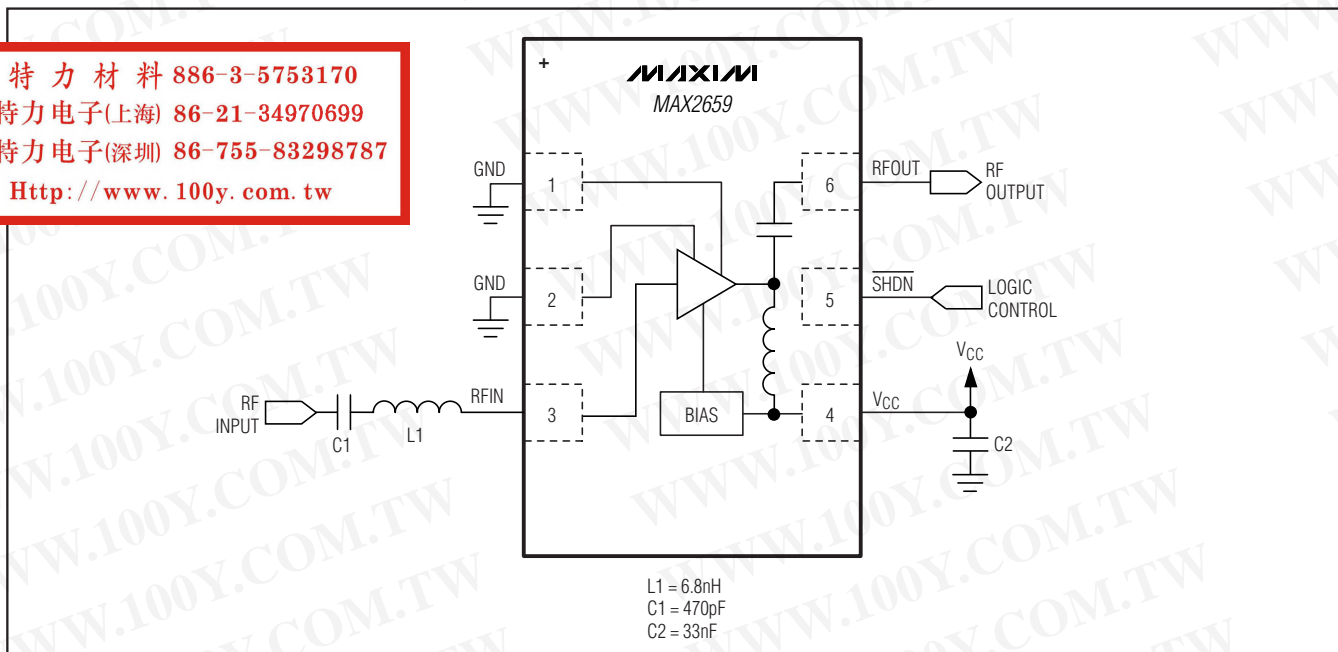 特力材料 886-3-5753170
特力电子(上海) 86-21-34970699
特力电子(深圳) 86-755-83298787
Http://www.100y.com.tw
+
MAXIM
MAX2659
GND
1
6
RFOUT
RF
OUTPUT
GND
2
5
SHDN
LOGIC
CONTROL
VCC
RF
INPUT
C1
L1
RFIN
3
BIAS
4
VCC
C2
L1 = 6.8nH
C1 = 470pF
C2 = 33nF
WWW.100Y.COM.TW